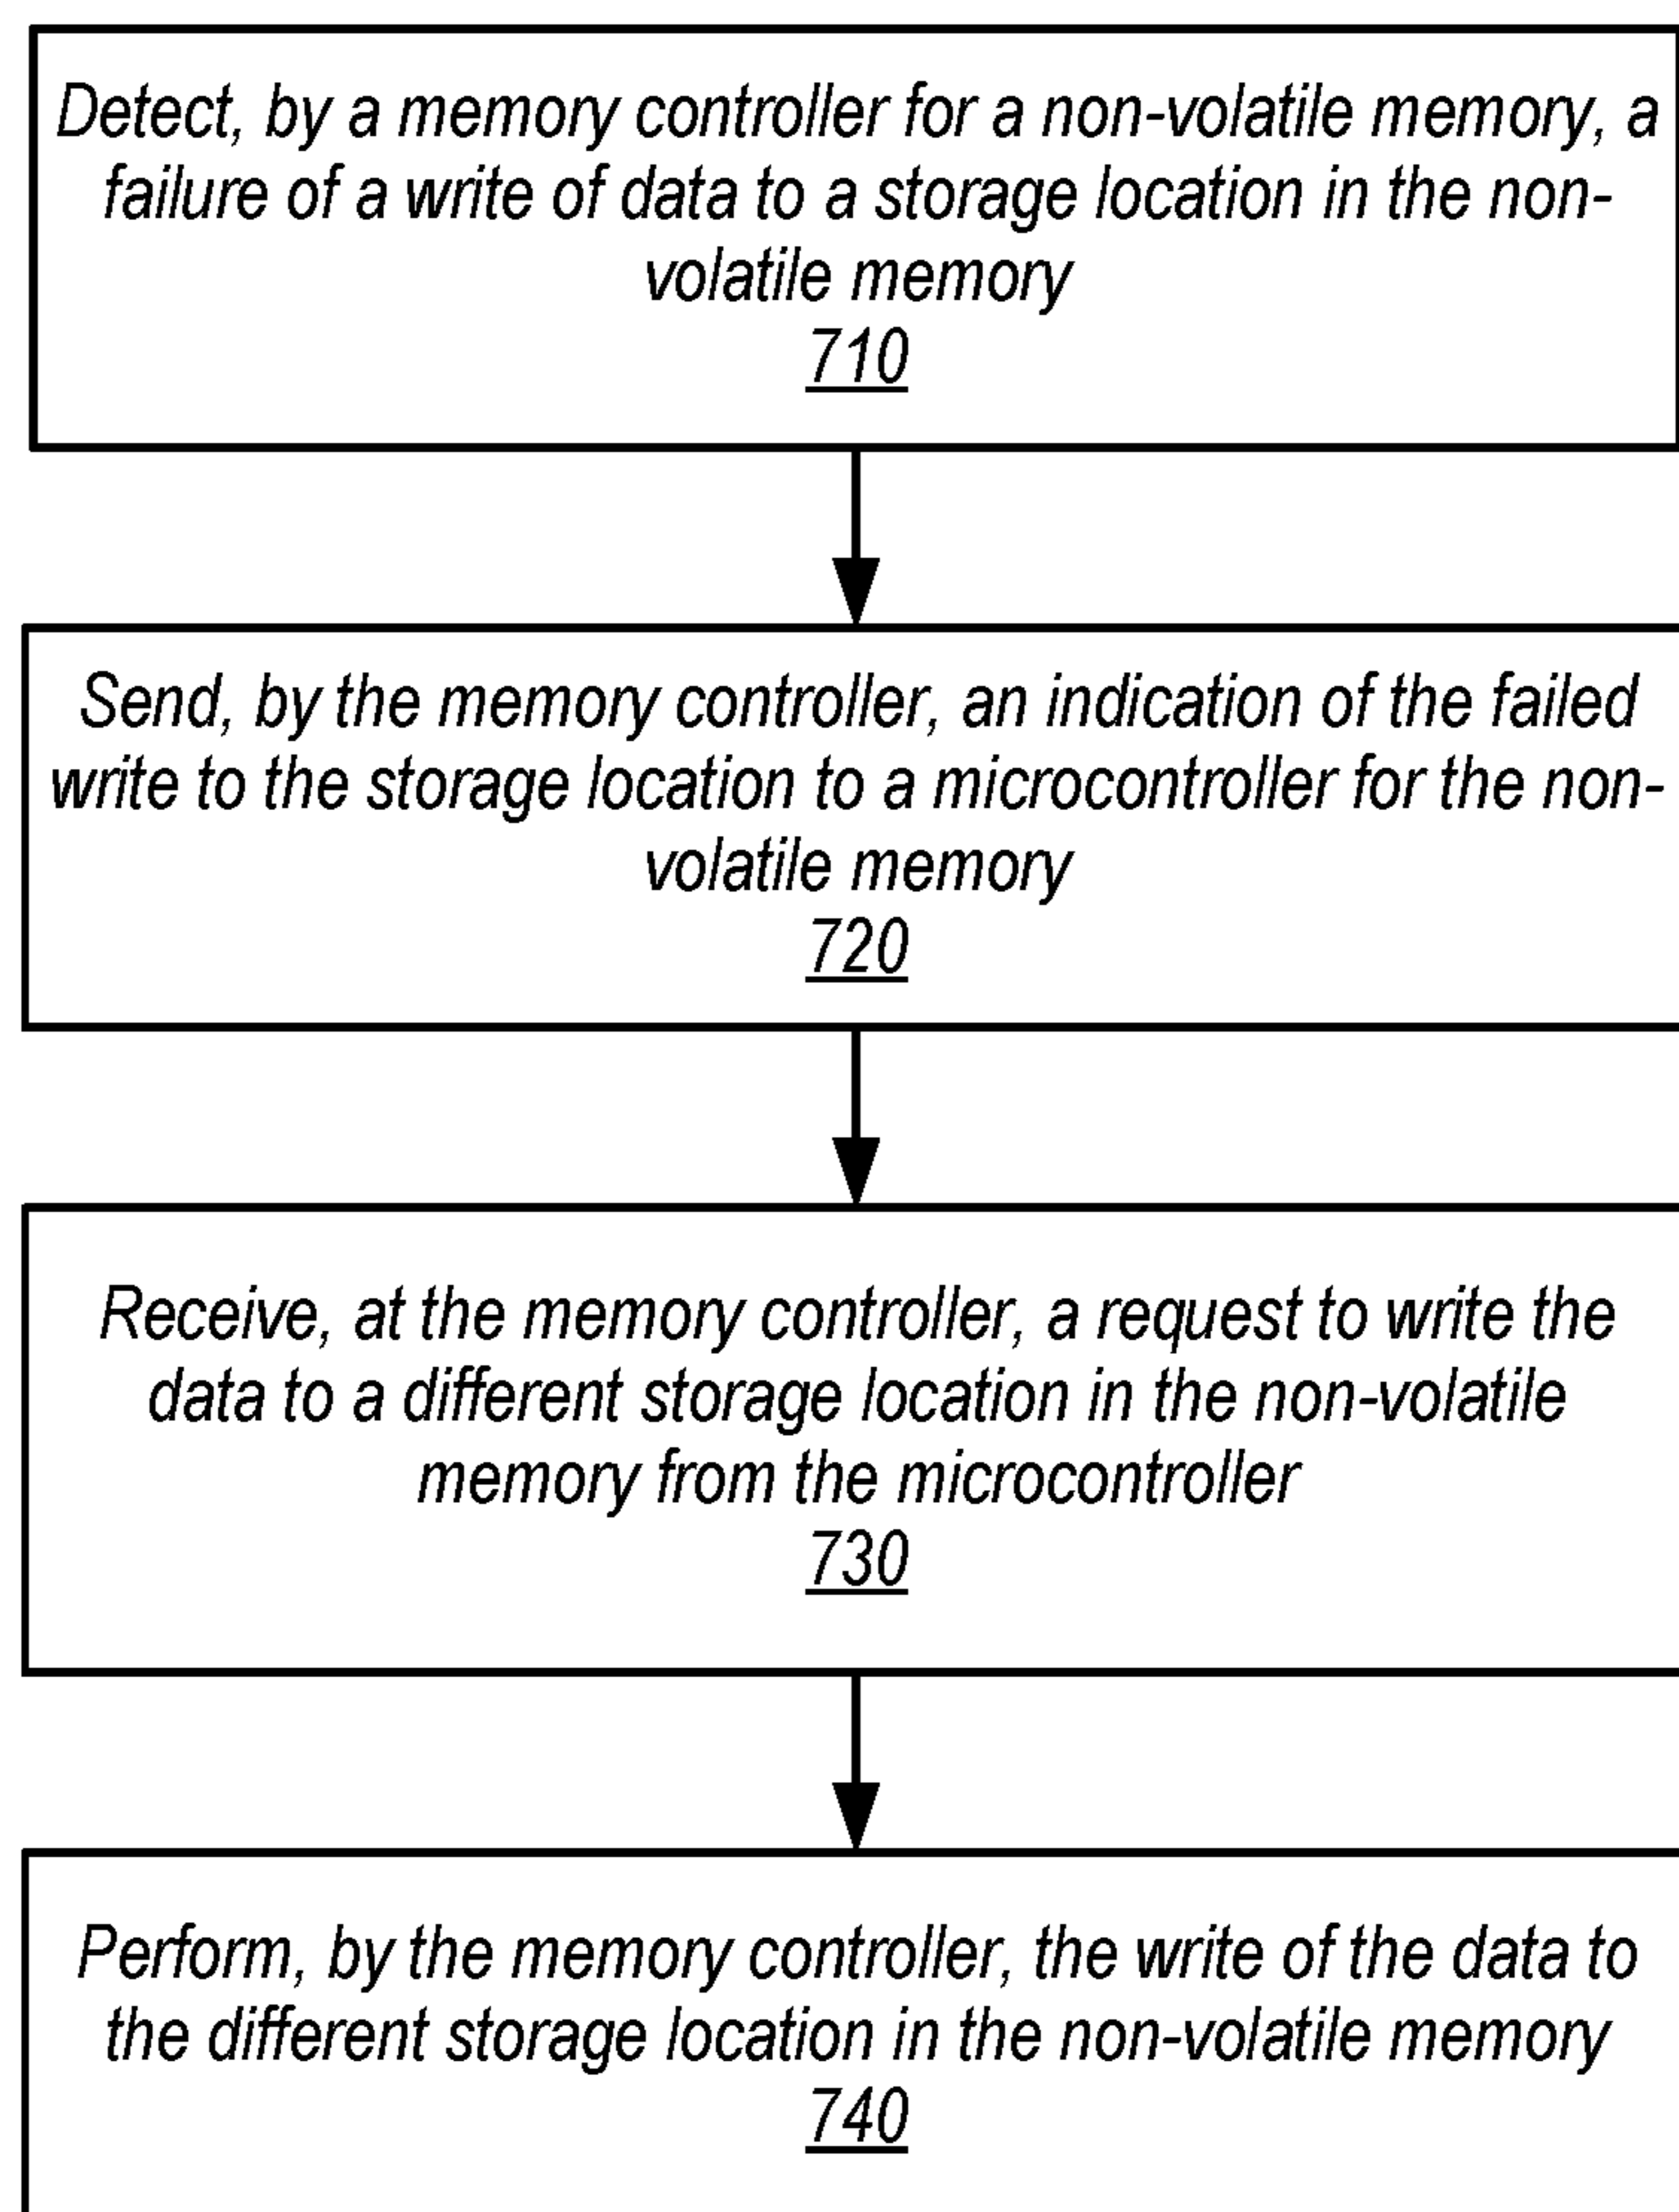 Detect, by a memory controller for a non-volatile memory, a
failure of a write of data to a storage location in the non-
volatile memory
710
Send, by the memory controller, an indication of the failed
write to the storage location to a microcontroller for the non-
volatile memory
720
Receive, at the memory controller, a request to write the
data to a different storage location in the non-volatile
memory from the microcontroller
730
Perform, by the memory controller, the write of the data to
the different storage location in the non-volatile memory
740